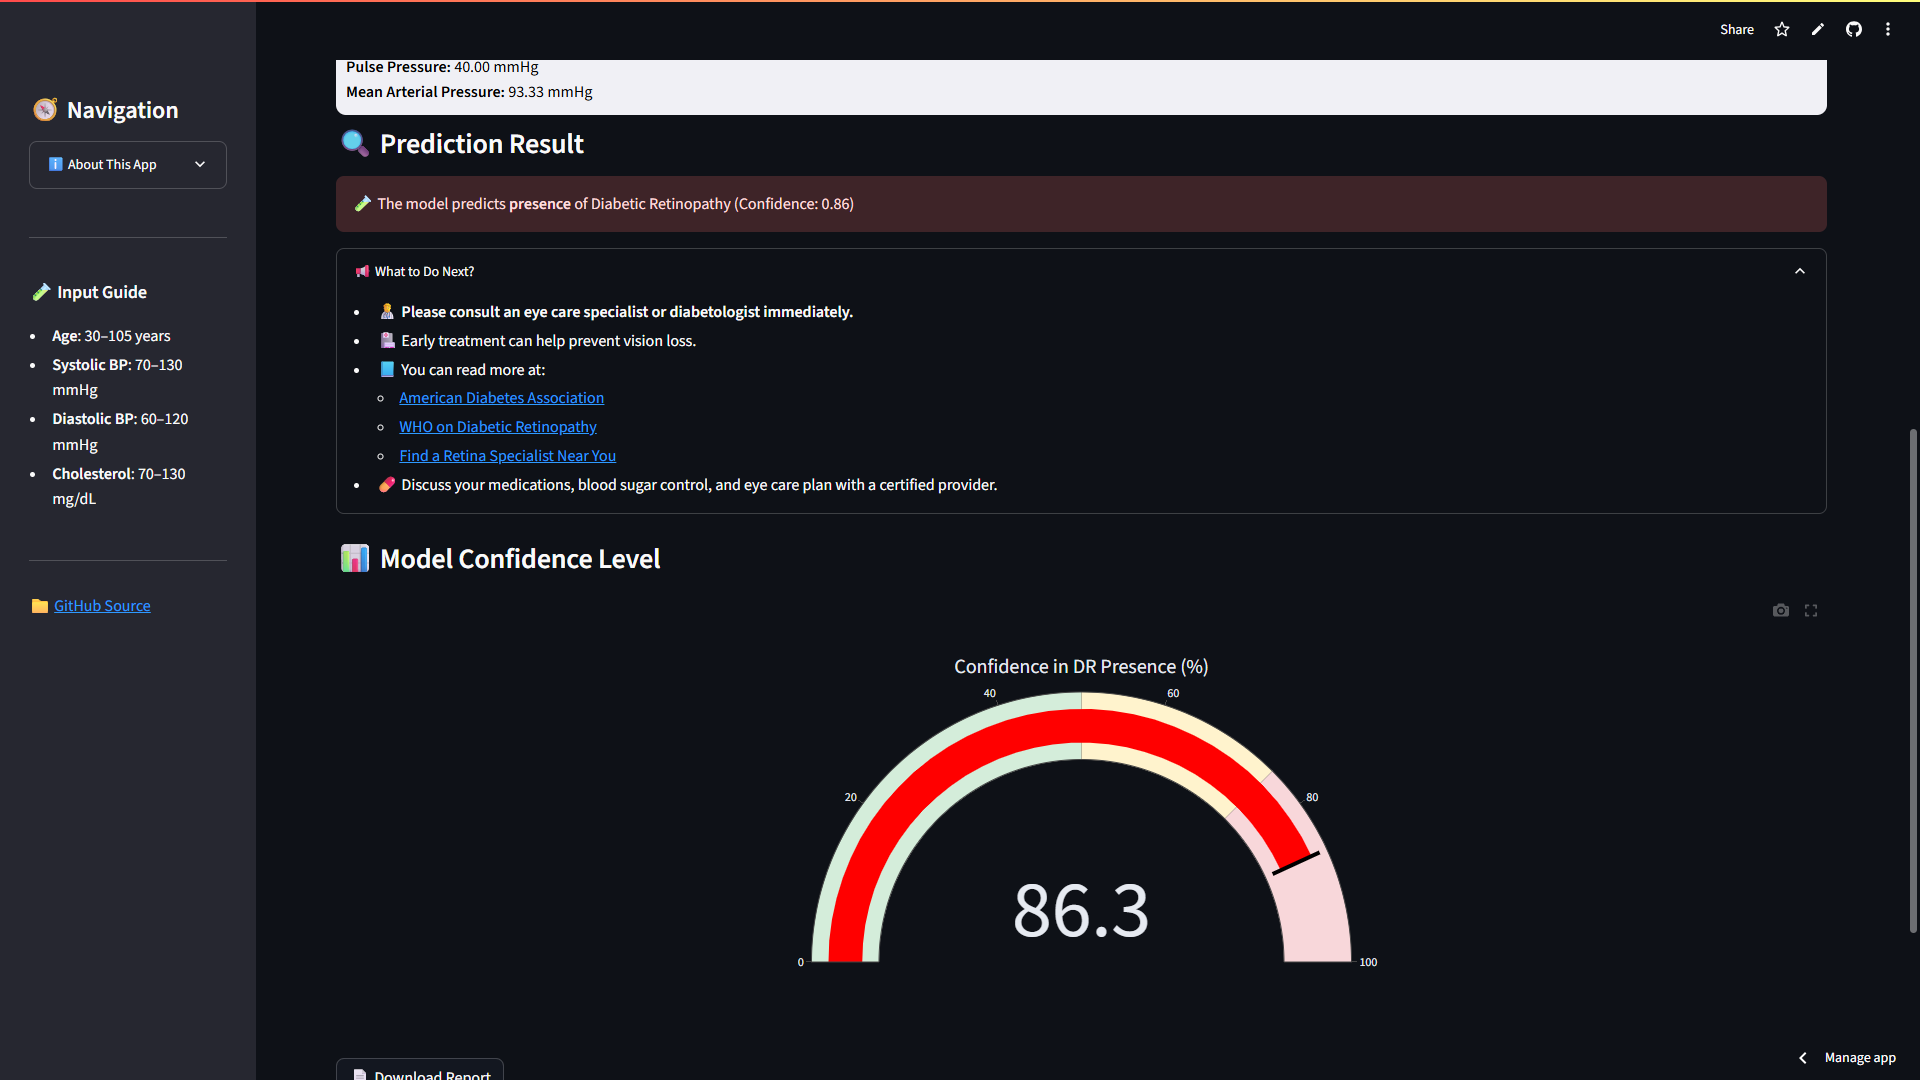 Share
Navigation
About This App
Input Guide
Age: 30–105 years
Systolic BP: 70–130
mmHg
Diastolic BP: 60–120
mmHg
Cholesterol: 70–130
mg/dL
GitHub Source
Pulse Pressure: 40.00 mmHg
Mean Arterial Pressure: 93.33 mmHg
Prediction Result
The model predicts presence of Diabetic Retinopathy (Confidence: 0.86)
What to Do Next?
Please consult an eye care specialist or diabetologist immediately.
Early treatment can help prevent vision loss.
You can read more at:
American Diabetes Association
WHO on Diabetic Retinopathy
Find a Retina Specialist Near You
Discuss your medications, blood sugar control, and eye care plan with a certified provider.
Model Confidence Level
Confidence in DR Presence (%)
40 60
20 80
86.3
0 100
Download Report
Manage app